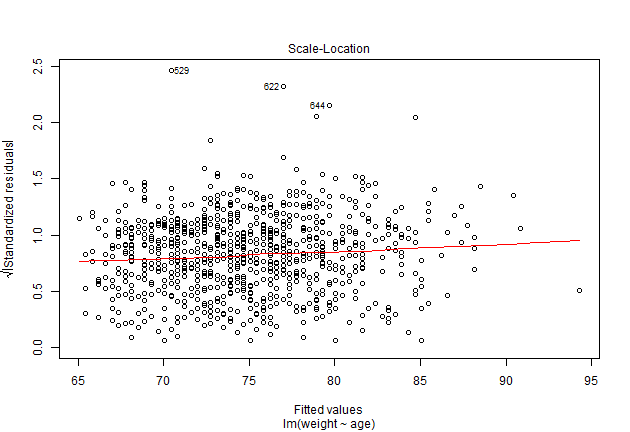 Scale-Location
2.5
2.0
1.5
1.0
0.5
0.0
√|Standardized residuals|
529
622
644
65 70 75 80 85 90 95
Fitted values
lm(weight ~ age)